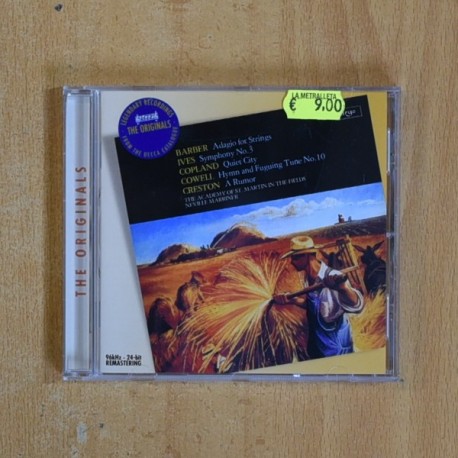 THE ORIGINALS
LEGENDARY RECORDINGS
THE ORIGINALS
FROM THE DECCA CATALOGUE
LA METRALLETA
€ 9.00
BARBER Adagio for Strings
IVES Symphony No.3
COPLAND Quiet City
COWELL Hymn and Fuguing Tune No.10
CRESTON A Rumor
THE ACADEMY OF ST. MARTIN-IN-THE-FIELDS
NEVILLE MARRINER
96kHz · 24-bit
REMASTERING